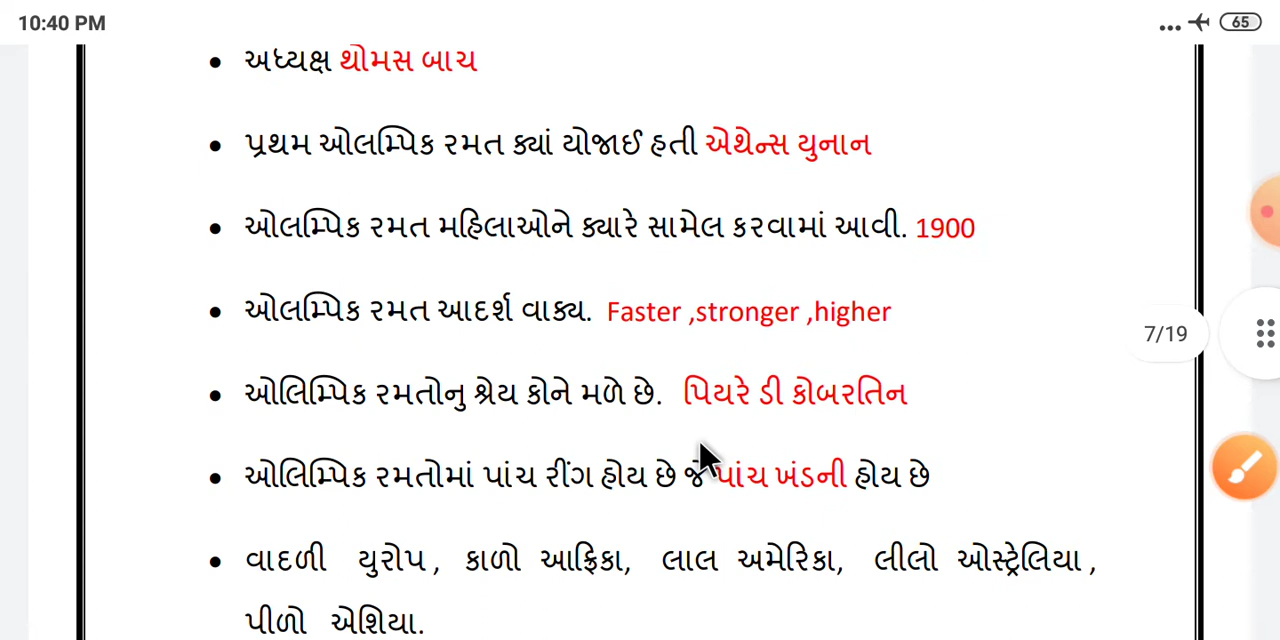 10:40 PM
... 65
અધ્યક્ષ થોમસ બાચ
પ્રથમ ઓલમ્પિક રમત ક્યાં યોજાઈ હતી એથેન્સ યુનાન
ઓલમ્પિક રમત મહિલાઓને ક્યારે સામેલ કરવામાં આવી. 1900
ઓલમ્પિક રમત આદર્શ વાક્ય. Faster ,stronger ,higher
7/19
ઓલિમ્પિક રમતોનુ શ્રેય કોને મળે છે. પિયરે ડી કોબરતિન
ઓલિમ્પિક રમતોમાં પાંચ રીંગ હોય છે જે પાંચ ખંડની હોય છે
વાદળી યુરોપ, કાળો આફ્રિકા, લાલ અમેરિકા, લીલો ઓસ્ટ્રેલિયા,
પીળો એશિયા.